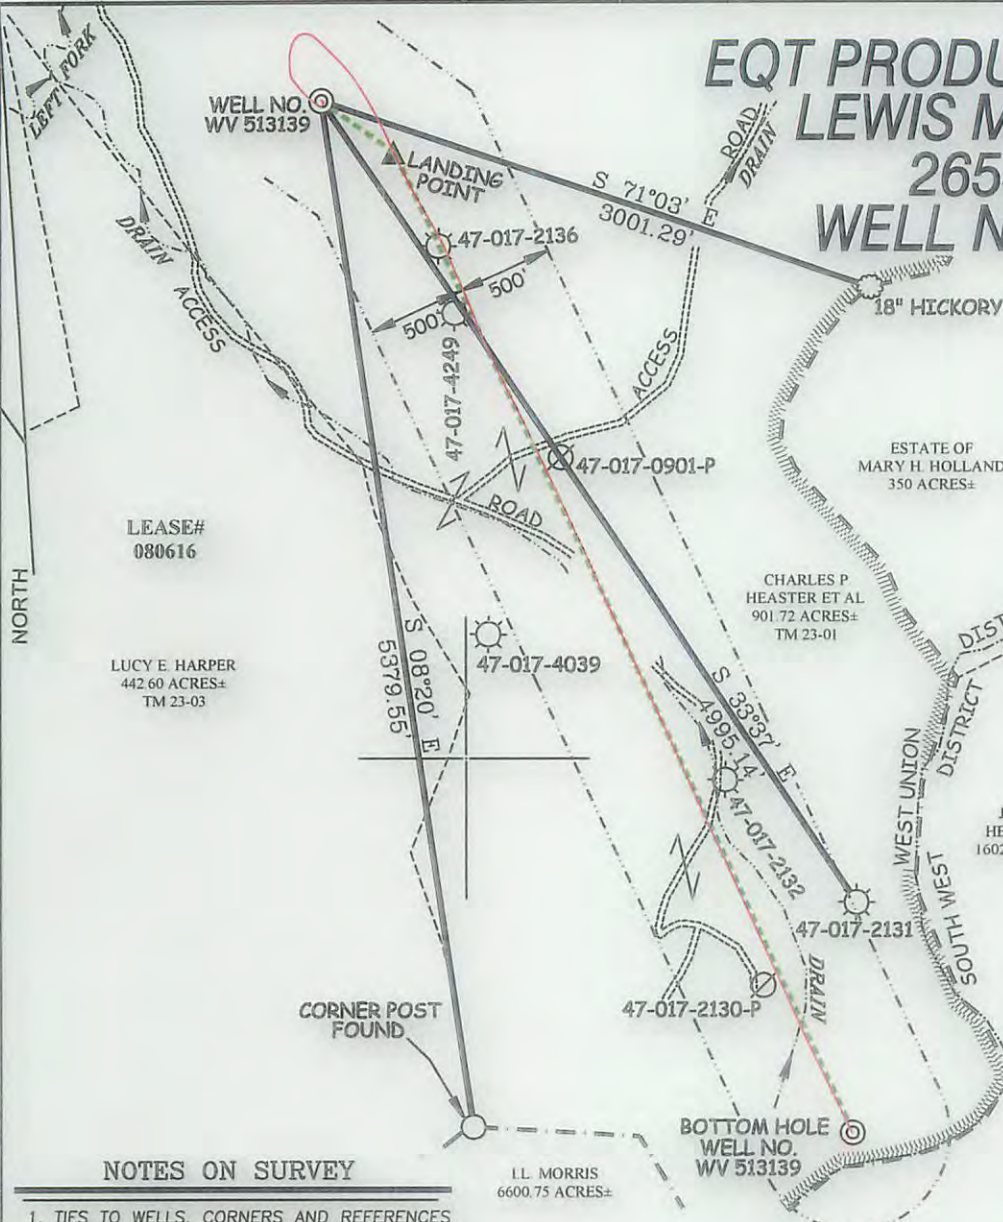 EQT PRODU
LEWIS M
265
WELL N
LEFT FORK
WELL NO.
WV 513139
LANDING
POINT
ROAD
DRAIN
S 71°03' E
3001.29'
DRAIN
47-017-2136
500'
500'
18" HICKORY
ACCESS
47-017-4249
ACCESS
47-017-0901-P
ESTATE OF
MARY H. HOLLAND
350 ACRES±
ROAD
LEASE#
080616
NORTH
CHARLES P
HEASTER ET AL
901.72 ACRES±
TM 23-01
DIST
DISTRICT
LUCY E. HARPER
442.60 ACRES±
TM 23-03
S 08°20' E
5379.55'
47-017-4039
S 33°37' E
4995.14'
47-017-2132
WEST UNION
SOUTH WEST
HE
1602
47-017-2131
47-017-2130-P
DRAIN
CORNER POST
FOUND
BOTTOM HOLE
WELL NO.
WV 513139
I.L. MORRIS
6600.75 ACRES±
NOTES ON SURVEY
1. TIES TO WELLS, CORNERS AND REFERENCES